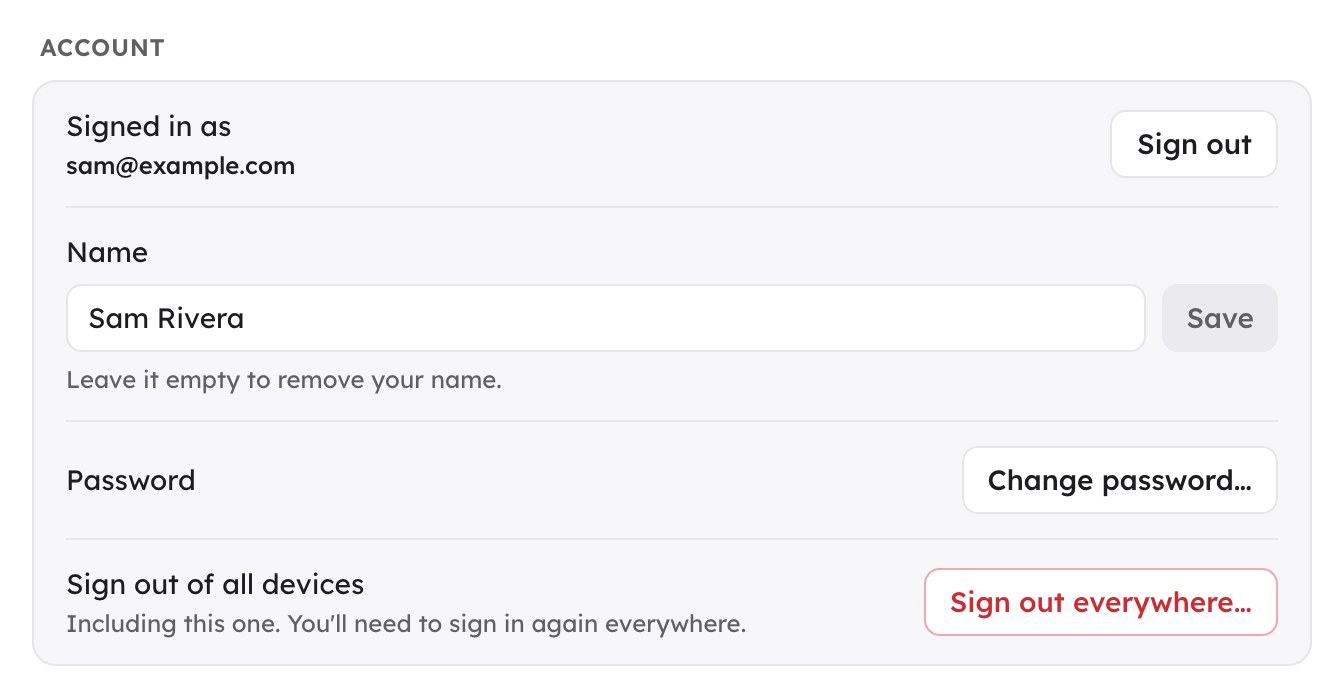 ACCOUNT
Signed in as
sam@example.com
Sign out
Name
Sam Rivera
Save
Leave it empty to remove your name.
Password
Change password…
Sign out of all devices
Including this one. You'll need to sign in again everywhere.
Sign out everywhere…